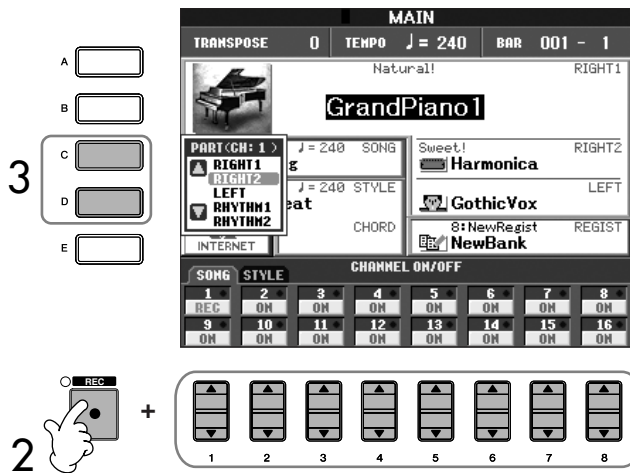 MAIN
TRANSPOSE 0 TEMPO ♩= 240 BAR 001 - 1
Natural! RIGHT1
GrandPiano1
A
B
C
D
E
3
PART(CH: 1 )
RIGHT1
RIGHT2
LEFT
RHYTHM1
RHYTHM2
♩= 240 SONG
g
♩= 240 STYLE
eat
CHORD
INTERNET
Sweet! RIGHT2
Harmonica
LEFT
GothicVox
8:NewRegist REGIST
NewBank
SONG STYLE CHANNEL ON/OFF
1 2 3 4 5 6 7 8
REC ON ON ON ON ON ON ON
9 10 11 12 13 14 15 16
ON ON ON ON ON ON ON ON
REC
2 +
1 2 3 4 5 6 7 8